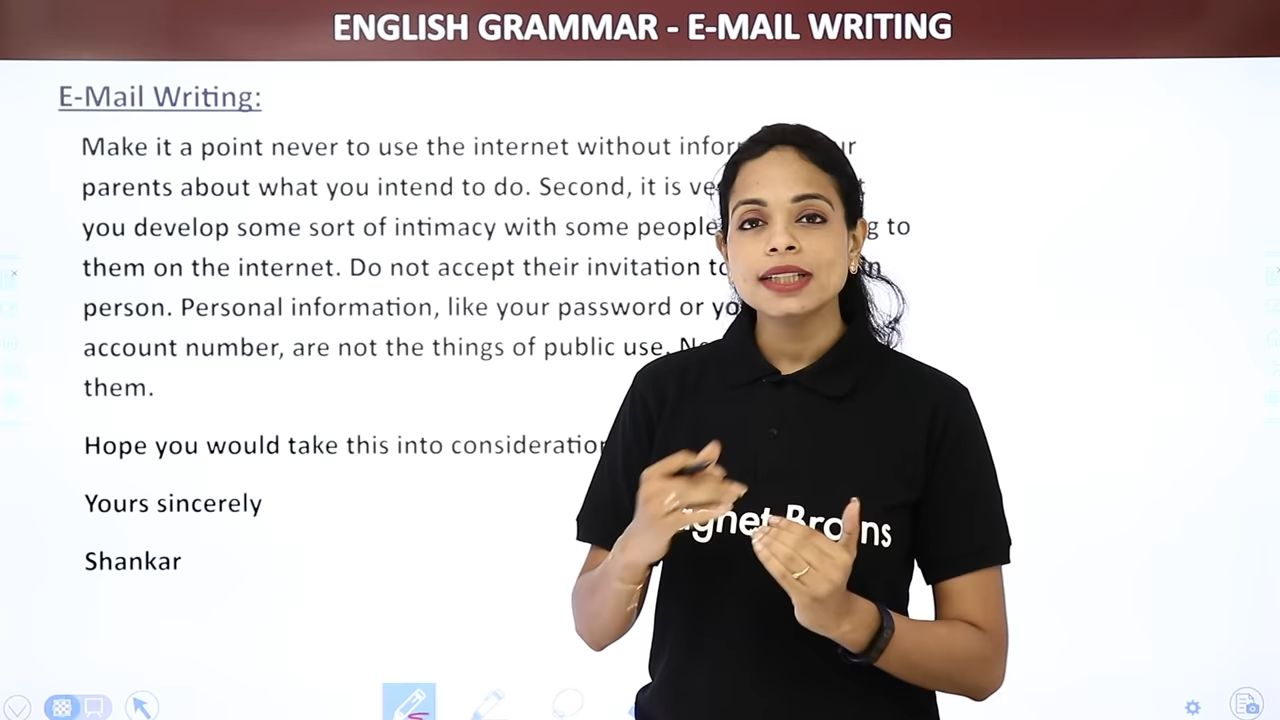 ENGLISH GRAMMAR - E-MAIL WRITING
E-Mail Writing:
Make it a point never to use the internet without
parents about what you intend to do. Second, it is
you develop some sort of intimacy with some people to
them on the internet. Do not accept their invitation
person. Personal information, like your password or
account number, are not the things of public use.
them.
Hope you would take this into consideration
Yours sincerely
Shankar